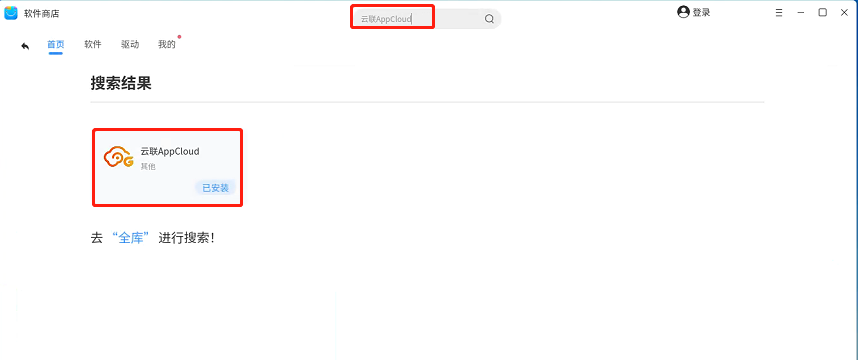 软件商店
云联AppCloud
登录
首页 软件 驱动 我的
搜索结果
云联AppCloud
其他
已安装
去 “全库” 进行搜索!